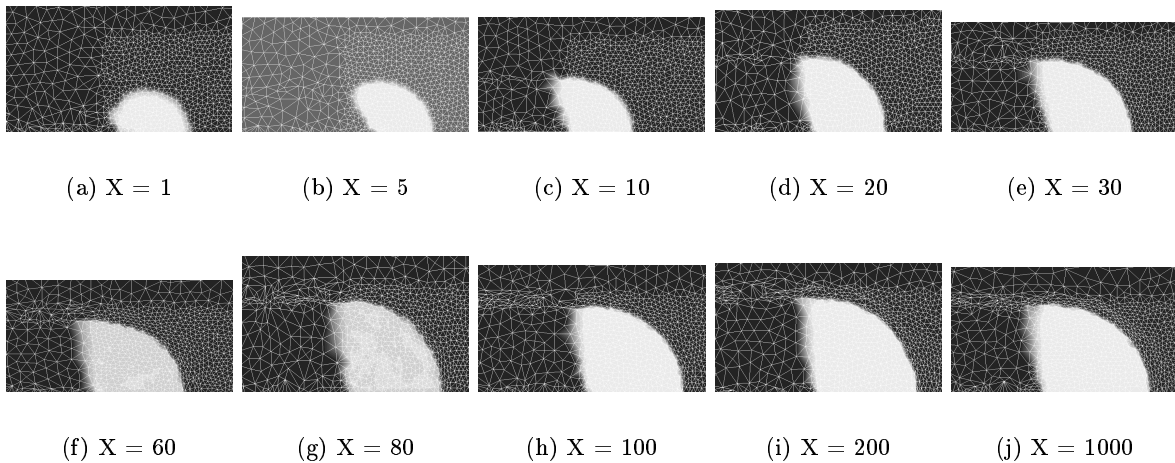 (a) X = 1
(b) X = 5
(c) X = 10
(d) X = 20
(e) X = 30
(f) X = 60
(g) X = 80
(h) X = 100
(i) X = 200
(j) X = 1000